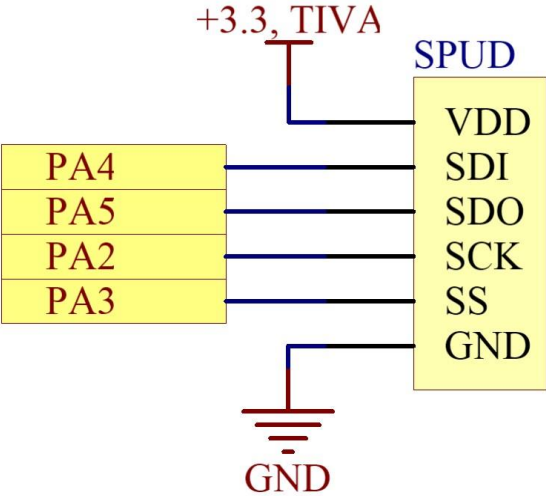 +3.3, TIVA
SPUD
VDD
PA4 SDI
PA5 SDO
PA2 SCK
PA3 SS
GND
GND